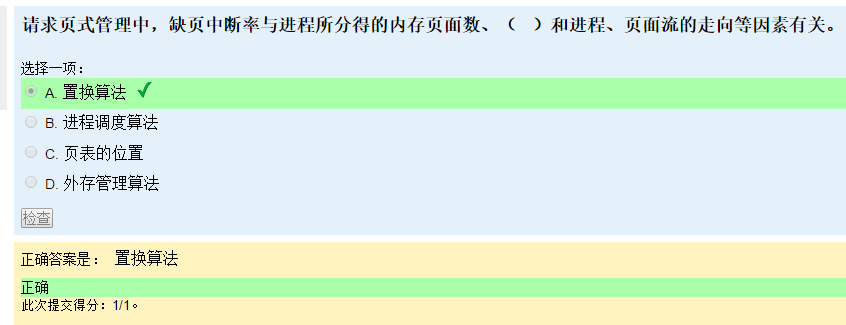 请求页式管理中，缺页中断率与进程所分得的内存页面数、（ ）和进程、页面流的走向等因素有关。
选择一项：
A. 置换算法
B. 进程调度算法
C. 页表的位置
D. 外存管理算法
检查
正确答案是： 置换算法
正确
此次提交得分：1/1。